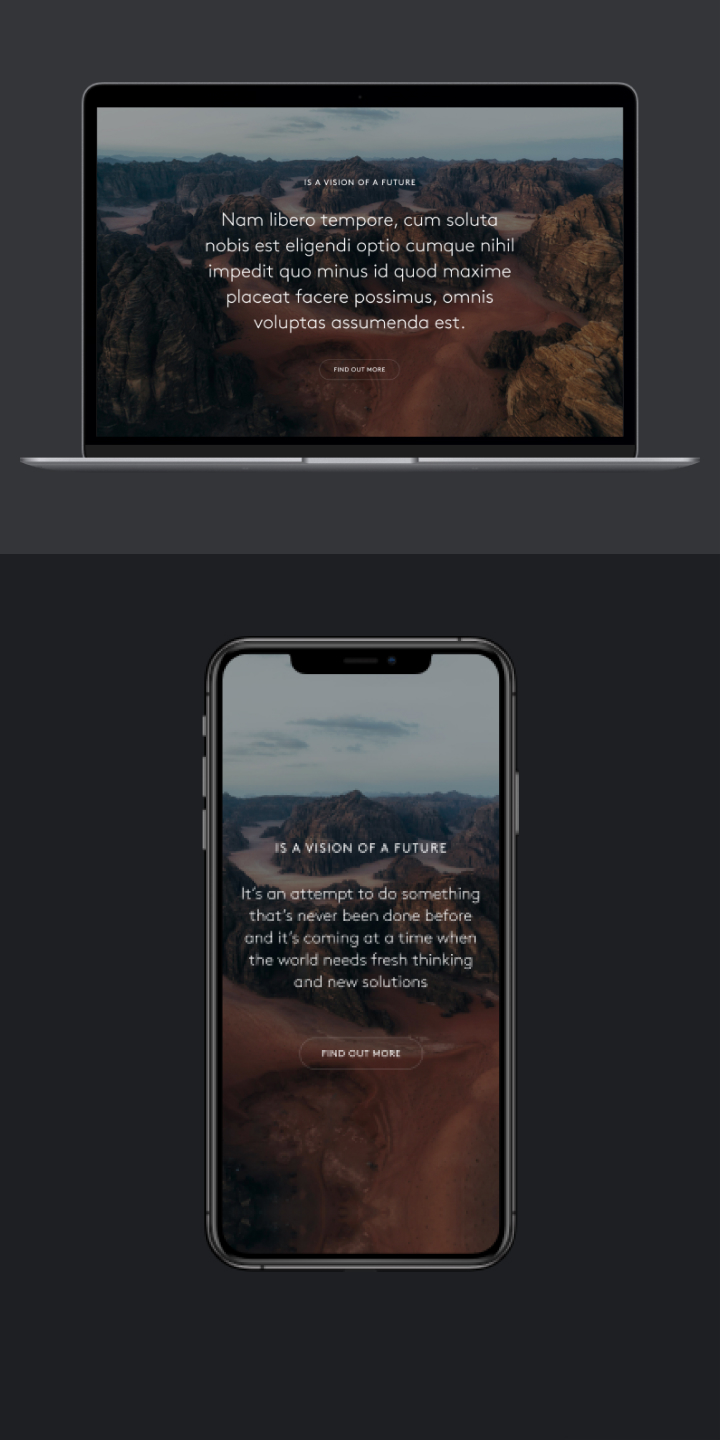 IS A VISION OF A FUTURE
Nam libero tempore, cum soluta
nobis est eligendi optio cumque nihil
impedit quo minus id quod maxime
placeat facere possimus, omnis
voluptas assumenda est.
FIND OUT MORE
IS A VISION OF A FUTURE
It's an attempt to do something
that's never been done before
and it's coming at a time when
the world needs fresh thinking
and new solutions
FIND OUT MORE